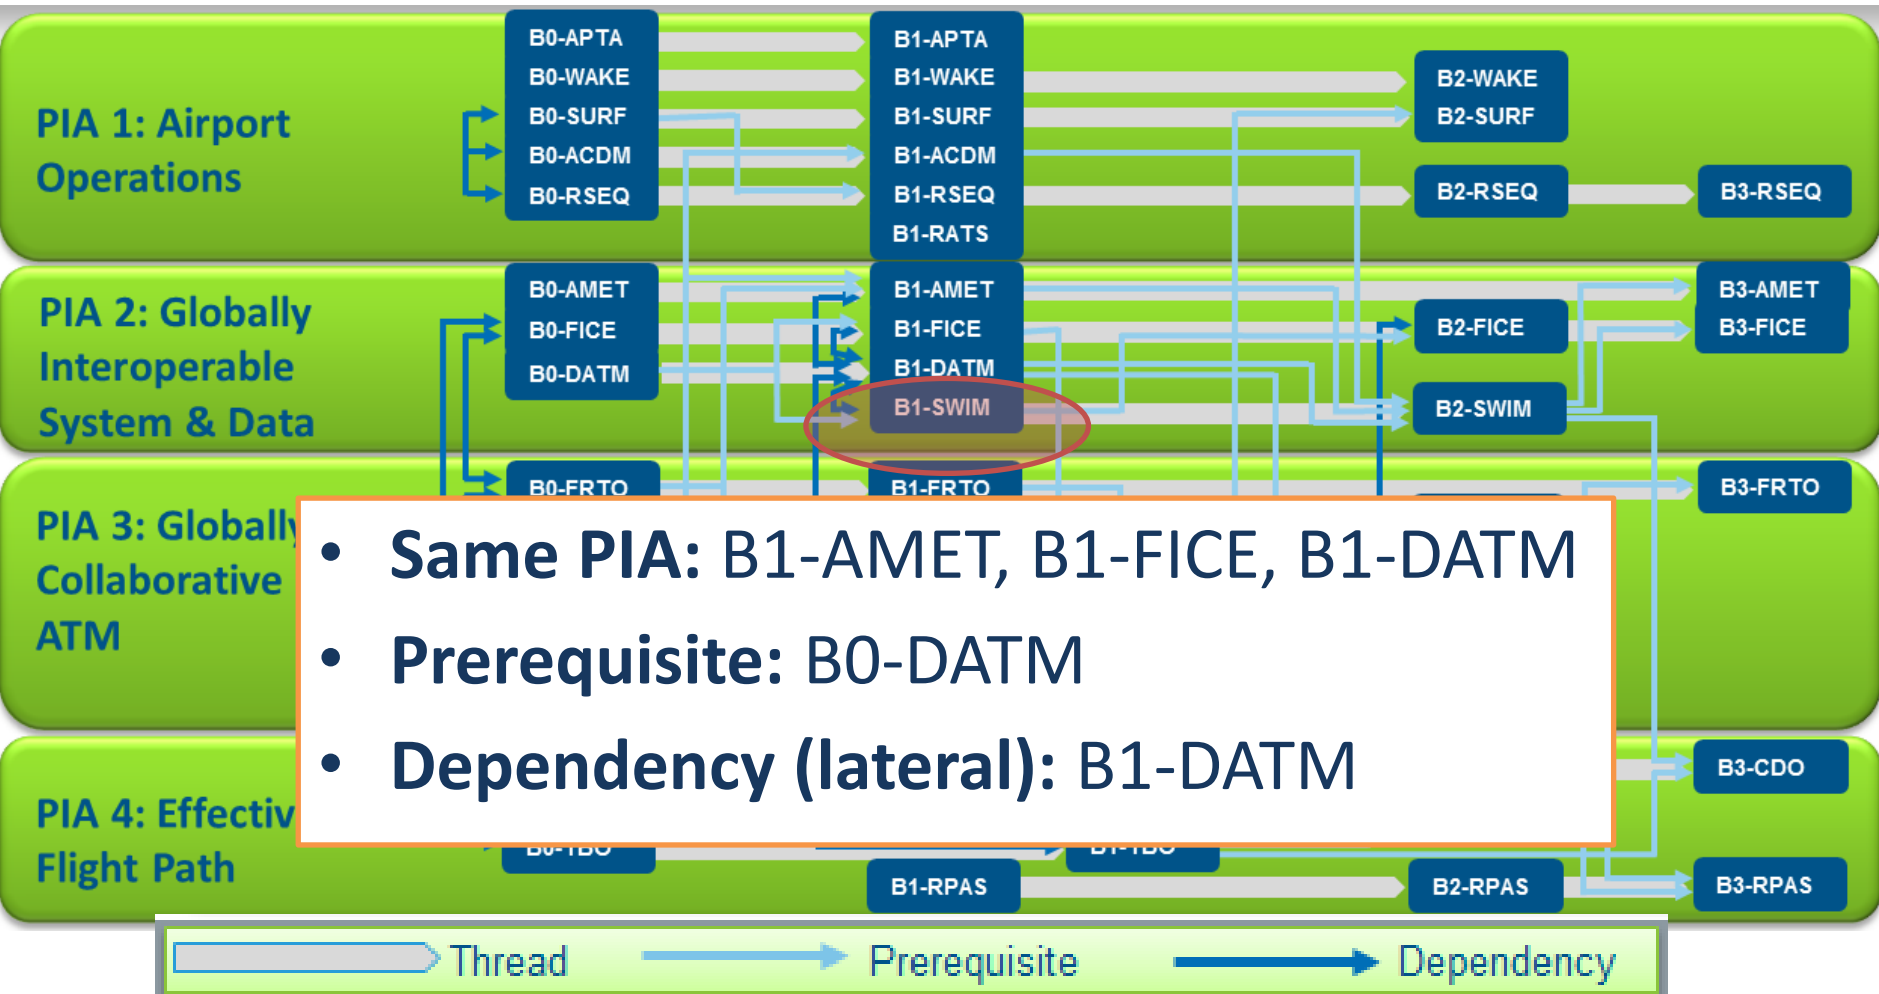 PIA 1: Airport
Operations
B0-APTA
B0-WAKE
B0-SURF
B0-ACDM
B0-RSEQ
B1-APTA
B1-WAKE
B1-SURF
B1-ACDM
B1-RSEQ
B1-RATS
B2-WAKE
B2-SURF
B2-RSEQ
B3-RSEQ
PIA 2: Globally
Interoperable
System & Data
B0-AMET
B0-FICE
B0-DATM
B1-AMET
B1-FICE
B1-DATM
B1-SWIM
B2-FICE
B2-SWIM
B3-AMET
B3-FICE
PIA 3: Globally
Collaborative
ATM
B0-FRTO
B1-FRTO
B3-FRTO
• Same PIA: B1-AMET, B1-FICE, B1-DATM
• Prerequisite: B0-DATM
• Dependency (lateral): B1-DATM
PIA 4: Effectiv
Flight Path
B0-TBO
B1-TBO
B1-RPAS
B2-RPAS
B3-CDO
B3-RPAS
Thread
Prerequisite
Dependency